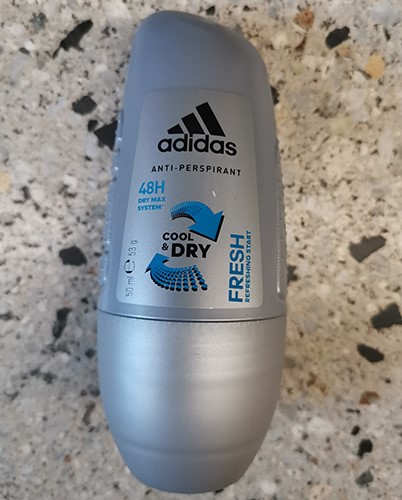 adidas
ANTI-PERSPIRANT
48H
DRY MAX
SYSTEM*
COOL
& DRY
FRESH
REFRESHING START
50 ml ℮ 53 g